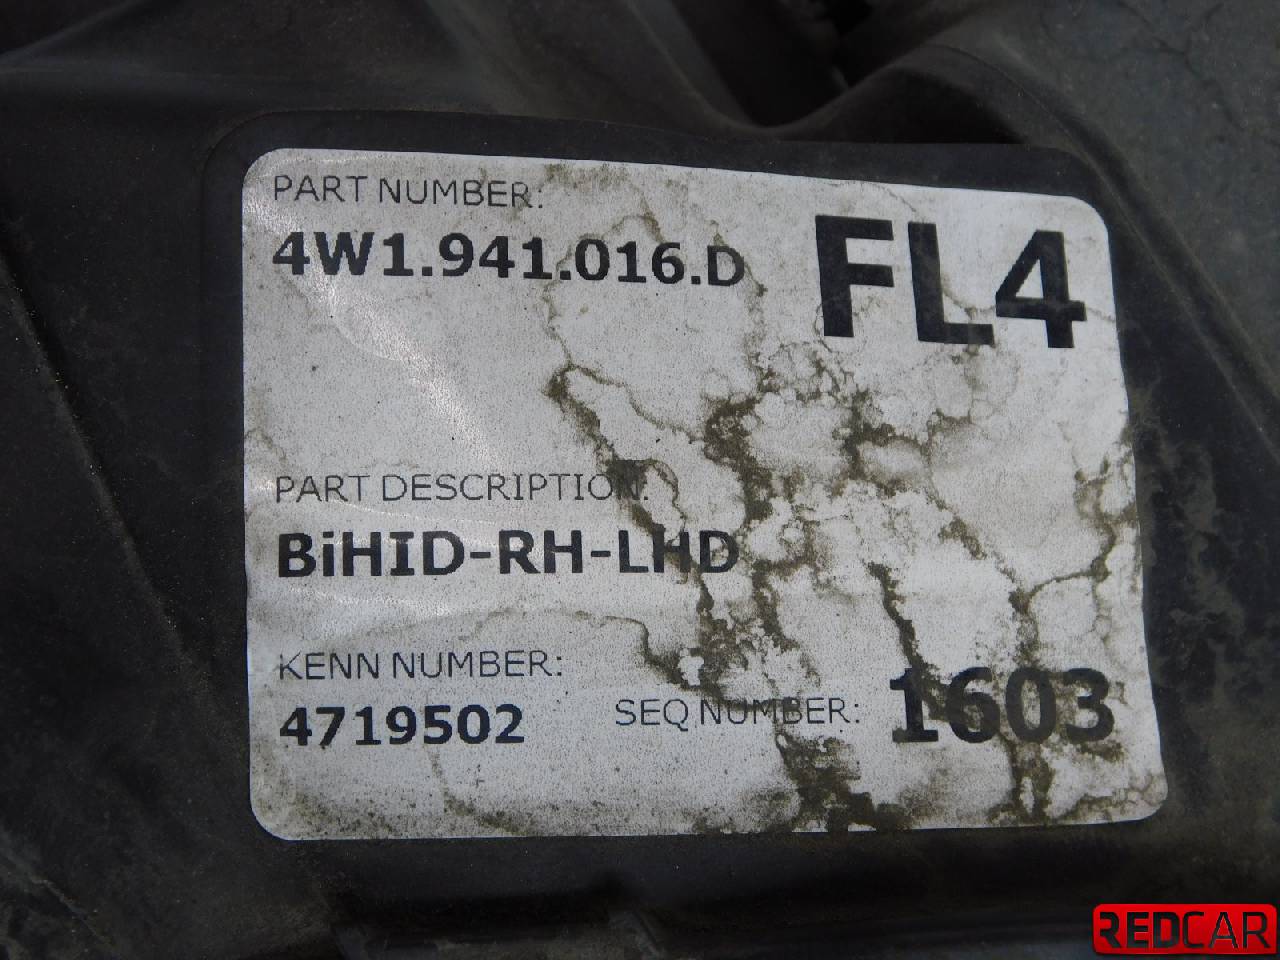 PART NUMBER:
4W1.941.016.D
FL4
PART DESCRIPTION:
BiHID-RH-LHD
KENN NUMBER:
4719502
SEQ NUMBER: 1603
REDCAR